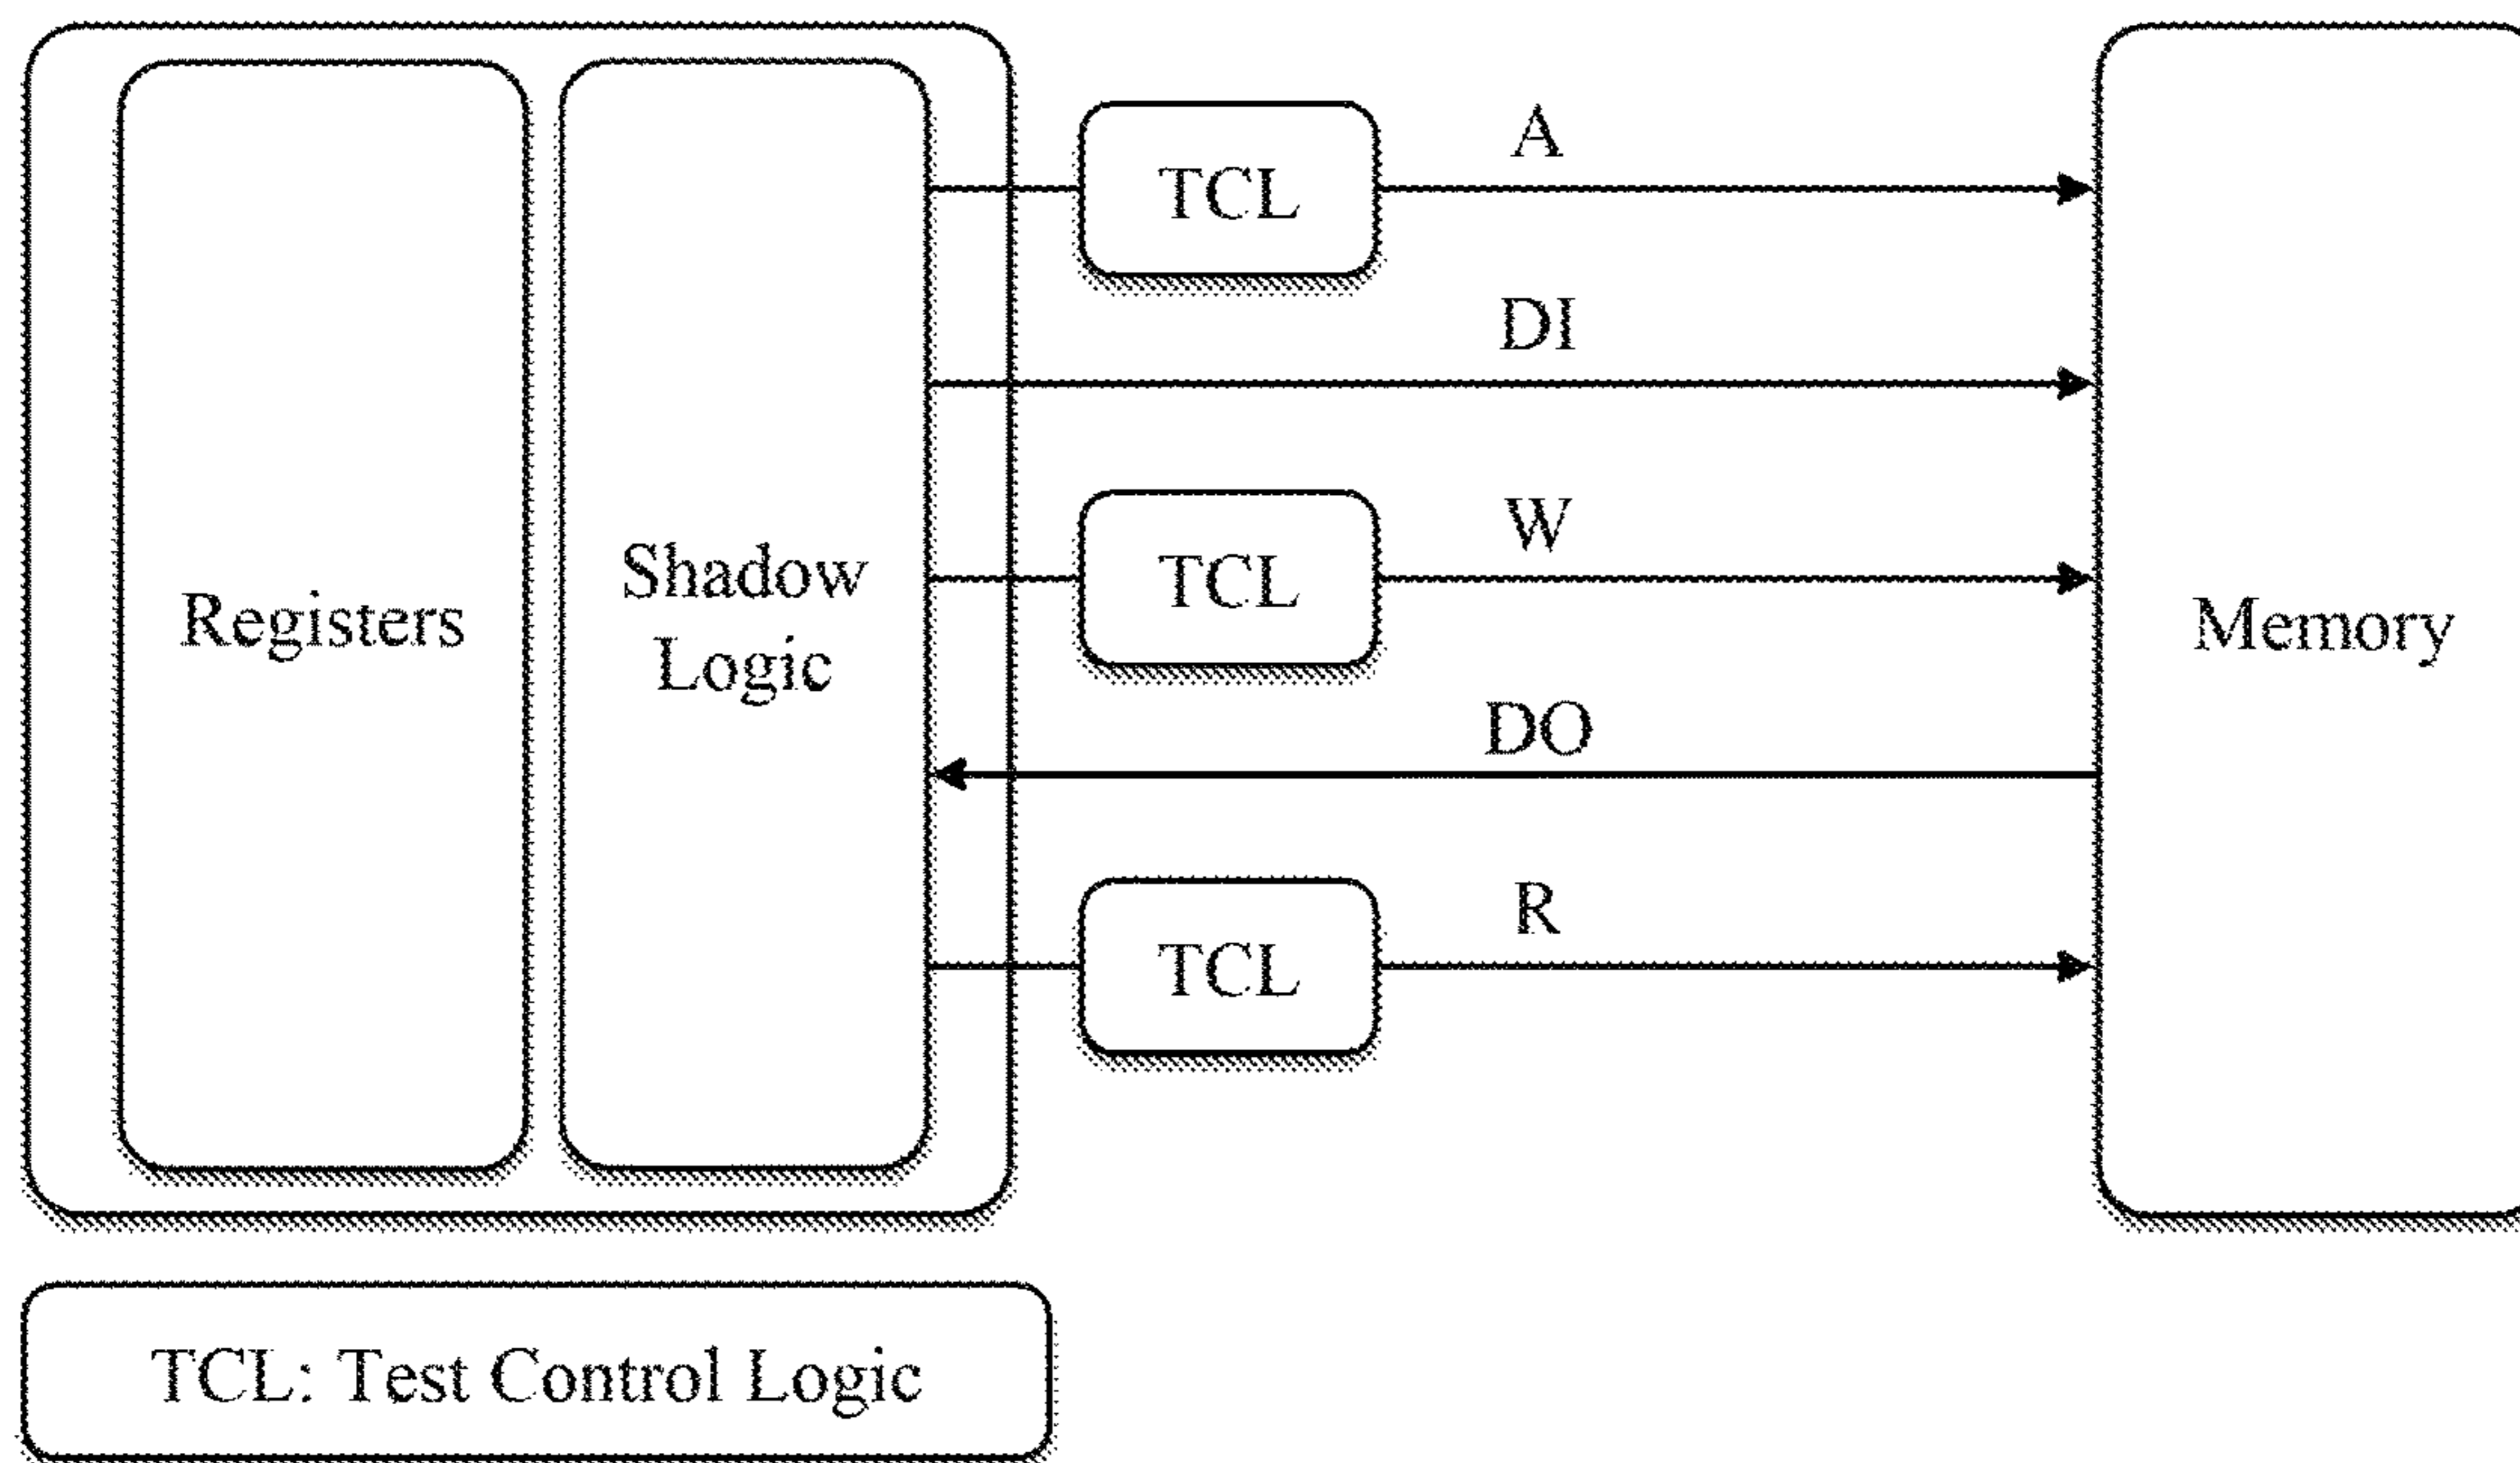 Registers
Shadow
Logic
TCL
A
DI
TCL
W
DO
TCL
R
Memory
TCL: Test Control Logic